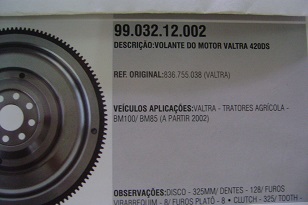 99.032.12.002
DESCRIÇÃO:VOLANTE DO MOTOR VALTRA 420DS
REF. ORIGINAL:836.755.038 (VALTRA)
VEÍCULOS APLICAÇÕES:VALTRA - TRATORES AGRÍCOLA -
BM100/ BM85 (A PARTIR 2002)
OBSERVAÇÕES:DISCO - 325MM/ DENTES - 128/ FUROS
VIRABREQUIM - 8/ FUROS PLATÔ - 8 • CLUTCH - 325/ TOOTH -